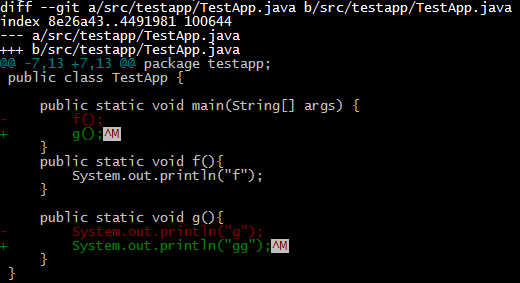 diff --git a/src/testapp/TestApp.java b/src/testapp/TestApp.java
index 8e26a43..4491981 100644
--- a/src/testapp/TestApp.java
+++ b/src/testapp/TestApp.java
@@ -7,13 +7,13 @@ package testapp;
 public class TestApp {

     public static void main(String[] args) {
-        f();
+        g();^M
     }
     public static void f(){
         System.out.println("f");
     }

     public static void g(){
-        System.out.println("g");
+        System.out.println("gg");^M
     }
 }